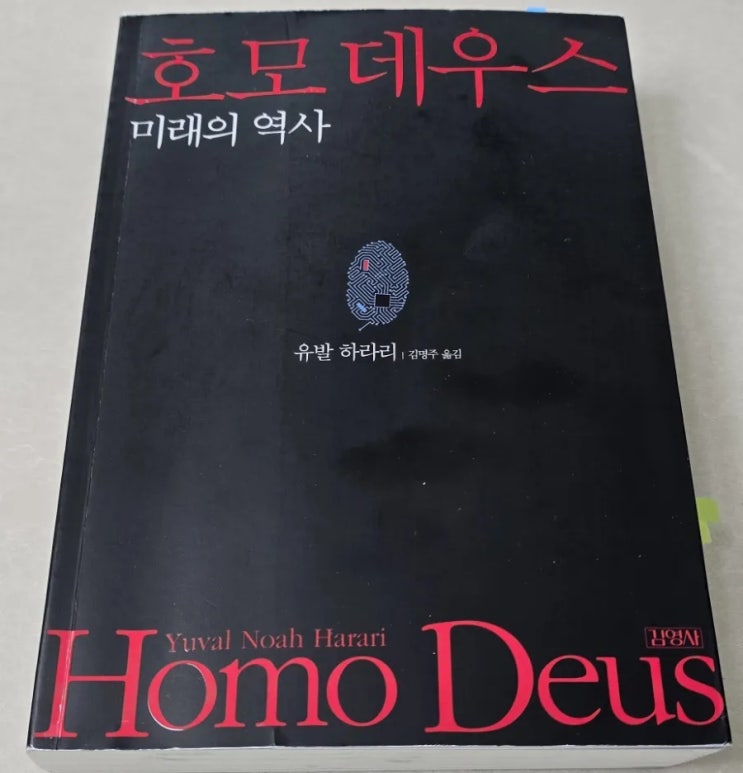 호모 데우스
미래의 역사
유발 하라리 | 김명주 옮김
Yuval Noah Harari
김영사
Homo Deus